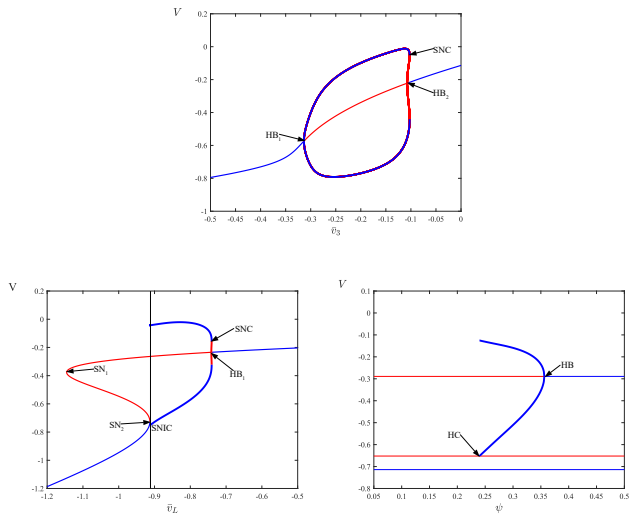 V
0.2
0
-0.2
-0.4
-0.6
-0.8
-1
SNC
HB₂
HB₁
-0.5 -0.45 -0.4 -0.35 -0.3 -0.25 -0.2 -0.15 -0.1 -0.05 0
v̄₃
V
0.2
0
-0.2
-0.4
-0.6
-0.8
-1
-1.2
SNC
HB₁
SN₁
SN₂
SNIC
-1.2 -1.1 -1 -0.9 -0.8 -0.7 -0.6 -0.5
v̄_L
V
0.1
0
-0.1
-0.2
-0.3
-0.4
-0.5
-0.6
-0.7
-0.8
HB
HC
0.05 0.1 0.15 0.2 0.25 0.3 0.35 0.4 0.45 0.5
ψ